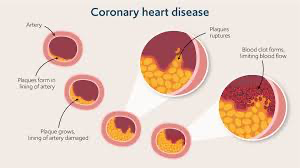 Coronary heart disease
Artery
Plaques
ruptures
Blood clot forms,
limiting blood flow
Plaques form in
lining of artery
Plaque grows,
lining of artery damaged